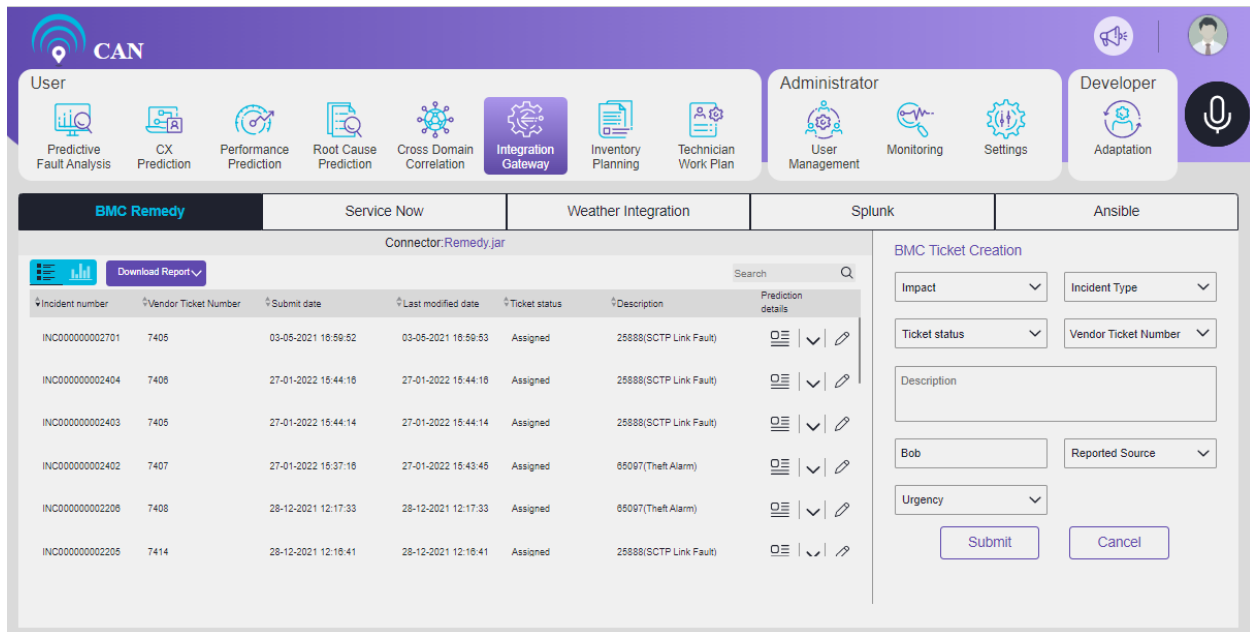 CAN
User
Administrator
Developer
Predictive
Fault Analysis
CX
Prediction
Performance
Prediction
Root Cause
Prediction
Cross Domain
Correlation
Integration
Gateway
Inventory
Planning
Technician
Work Plan
User
Management
Monitoring
Settings
Adaptation
BMC Remedy
Service Now
Weather Integration
Splunk
Ansible
Connector:Remedy.jar
Download Report
Search
Incident number Vendor Ticket Number Submit date Last modified date Ticket status Description Prediction details
INC000000002701 7405 03-05-2021 16:59:52 03-05-2021 16:59:53 Assigned 25888(SCTP Link Fault)
INC000000002404 7406 27-01-2022 15:44:16 27-01-2022 15:44:16 Assigned 25888(SCTP Link Fault)
INC000000002403 7405 27-01-2022 15:44:14 27-01-2022 15:44:14 Assigned 25888(SCTP Link Fault)
INC000000002402 7407 27-01-2022 15:37:16 27-01-2022 15:43:45 Assigned 65097(Theft Alarm)
INC000000002206 7408 28-12-2021 12:17:33 28-12-2021 12:17:33 Assigned 65097(Theft Alarm)
INC000000002205 7414 28-12-2021 12:16:41 28-12-2021 12:16:41 Assigned 25888(SCTP Link Fault)
BMC Ticket Creation
Impact
Incident Type
Ticket status
Vendor Ticket Number
Description
Bob
Reported Source
Urgency
Submit
Cancel